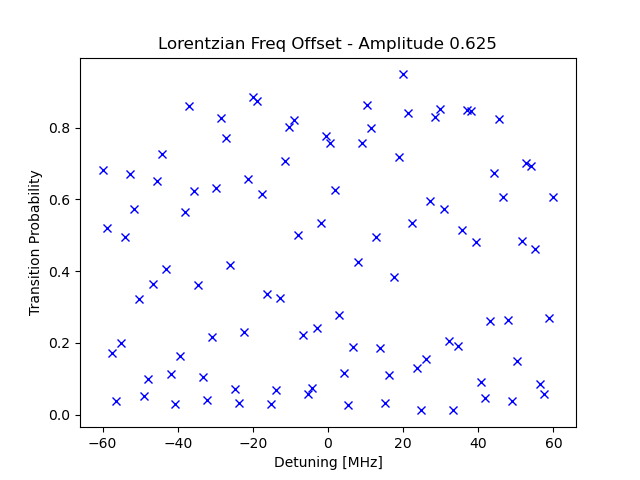 Lorentzian Freq Offset - Amplitude 0.625
Transition Probability
0.8
0.6
0.4
0.2
0.0
−60 −40 −20 0 20 40 60
Detuning [MHz]